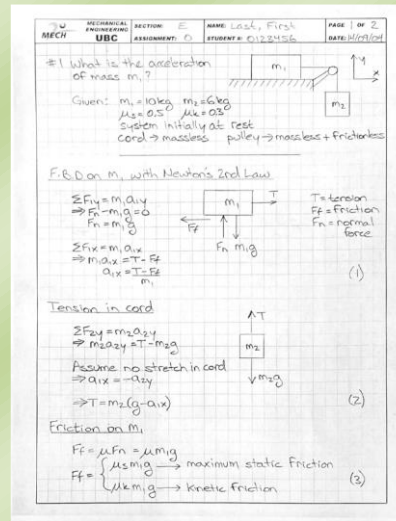 MECH
MECHANICAL ENGINEERING UBC
SECTION: E
ASSIGNMENT: 0
NAME: Last, First
STUDENT #: 0123456
PAGE 1 OF 2
DATE: 14/09/04
#1 What is the acceleration
of mass m₁?
m₁
y
x
m₂
Given: m₁ = 10kg m₂ = 6kg
μs = 0.5 μk = 0.3
system initially at rest
cord → massless pulley → massless + frictionless
F.B.D on m₁ with Newton's 2nd Law
ΣF₁y = m₁a₁y
⇒ Fn - m₁g = 0
Fn = m₁g
m₁
T
Ff
Fn m₁g
T = tension
Ff = friction
Fn = normal
force
ΣF₁x = m₁a₁x
⇒ m₁a₁x = T - Ff
a₁x = T - Ff
m₁
(1)
Tension in cord
ΣF₂y = m₂a₂y
⇒ m₂a₂y = T - m₂g
T
m₂
m₂g
Assume no stretch in cord
⇒ a₁x = -a₂y
⇒ T = m₂(g - a₁x)
(2)
Friction on m₁
Ff = μFn = μm₁g
Ff = { μs m₁g → maximum static friction
μk m₁g → kinetic friction
(3)